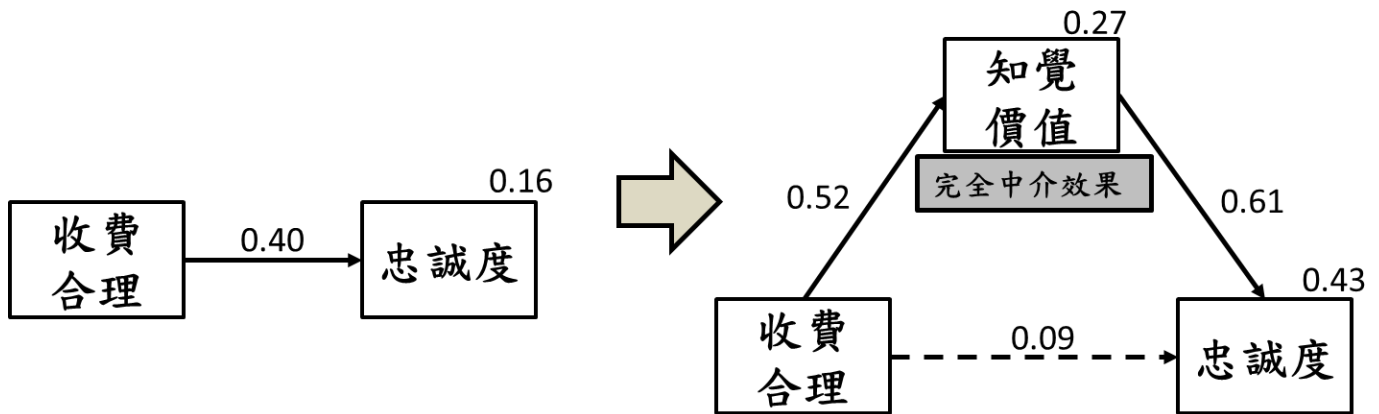 0.16
收費
合理
0.40
忠誠度
0.27
知覺
價值
完全中介效果
0.52
0.61
0.43
收費
合理
0.09
忠誠度